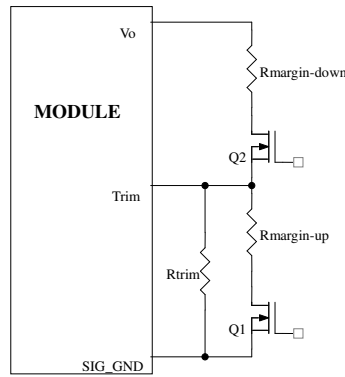 Vo
Rmargin-down
MODULE
Q2
Trim
Rmargin-up
Rtrim
Q1
SIG_GND